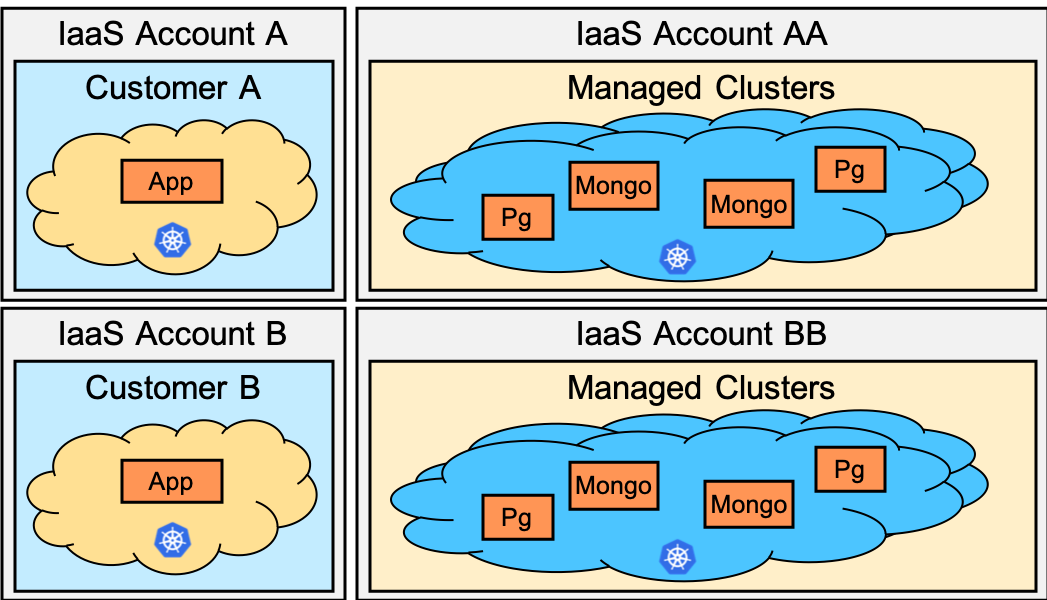 IaaS Account A
Customer A
App
IaaS Account AA
Managed Clusters
Pg
Mongo
Mongo
Pg
IaaS Account B
Customer B
App
IaaS Account BB
Managed Clusters
Pg
Mongo
Mongo
Pg